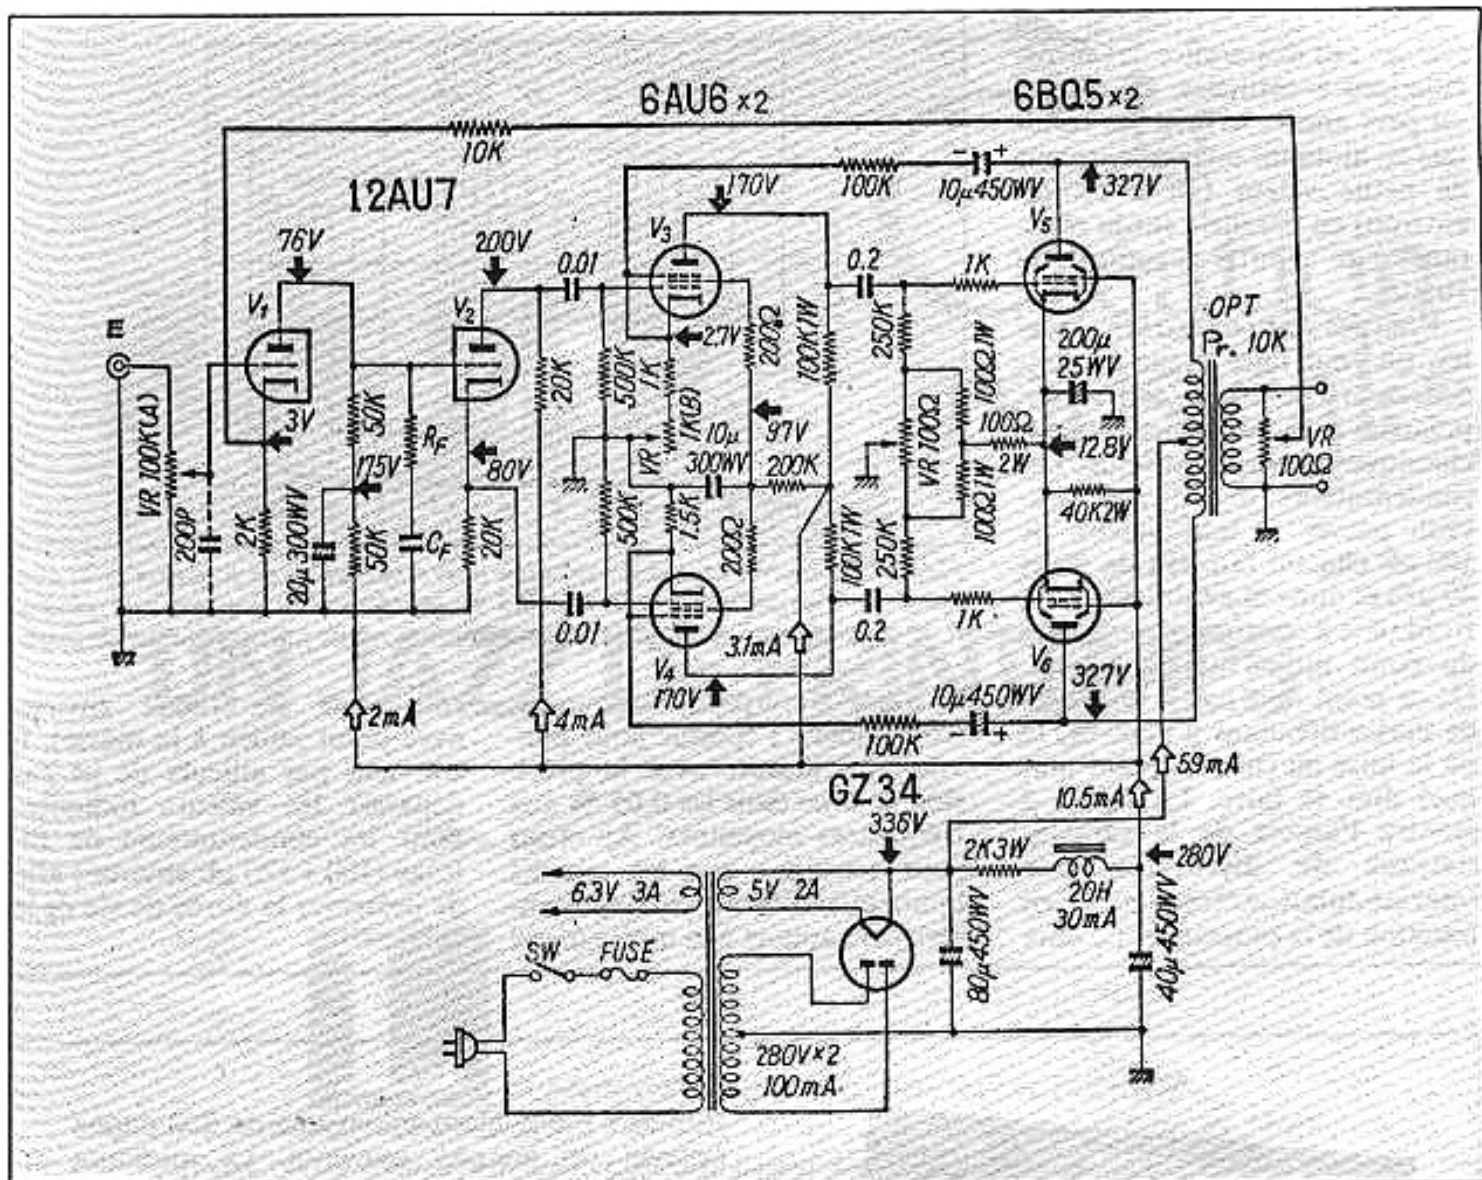 6AU6×2
6BQ5×2
10K
12AU7
170V
100K
10μ450WV
327V
V5
76V
200V
V3
0.01
0.2
1K
OPT
Pr. 10K
E
V1
V2
27V
200Ω
100K1W
250K
100Ω1W
200μ
25WV
3V
50K
RF
20K
500K
1K
1K(B)
VR
10μ
300WV
97V
200K
VR 100Ω
100Ω
2W
12.8V
VR
100Ω
VR 100K(A)
200P
2K
20μ300WV
175V
50K
CF
80V
20K
500K
1.5K
200Ω
100K1W
250K
100Ω1W
40K2W
0.01
0.2
1K
3.1mA
V4
170V
V6
10μ450WV
327V
100K
2mA
4mA
59mA
GZ34
10.5mA
336V
2K3W
280V
20H
30mA
6.3V 3A
5V 2A
80μ450WV
40μ450WV
SW
FUSE
280V×2
100mA